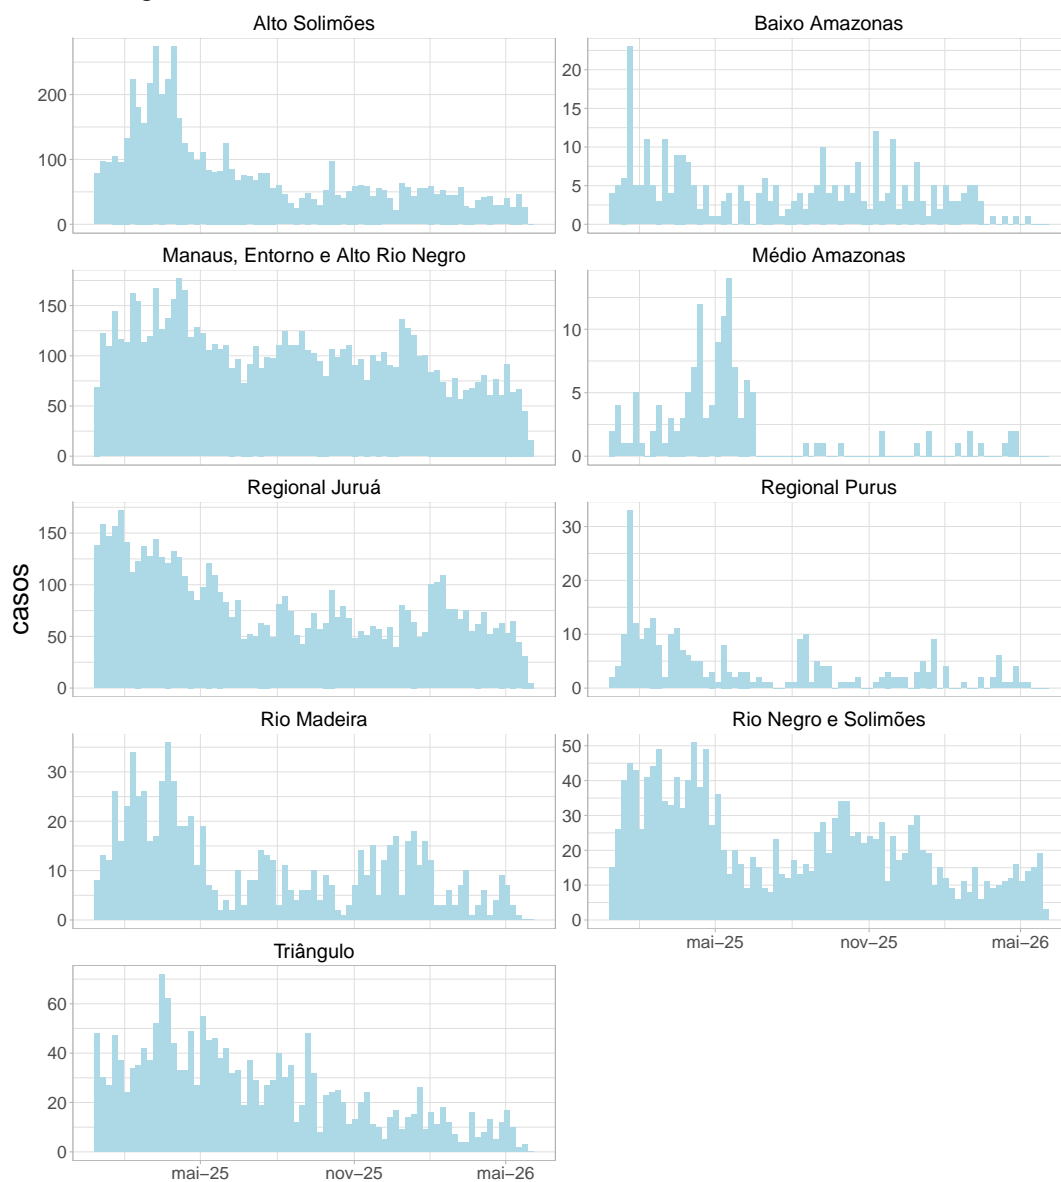 Alto Solimões
Baixo Amazonas
200
100
0
20
15
10
5
0
Manaus, Entorno e Alto Rio Negro
Médio Amazonas
150
100
50
0
10
5
0
Regional Juruá
Regional Purus
150
100
50
0
30
20
10
0
casos
Rio Madeira
Rio Negro e Solimões
30
20
10
0
50
40
30
20
10
0
mai–25
nov–25
mai–26
Triângulo
60
40
20
0
mai–25
nov–25
mai–26